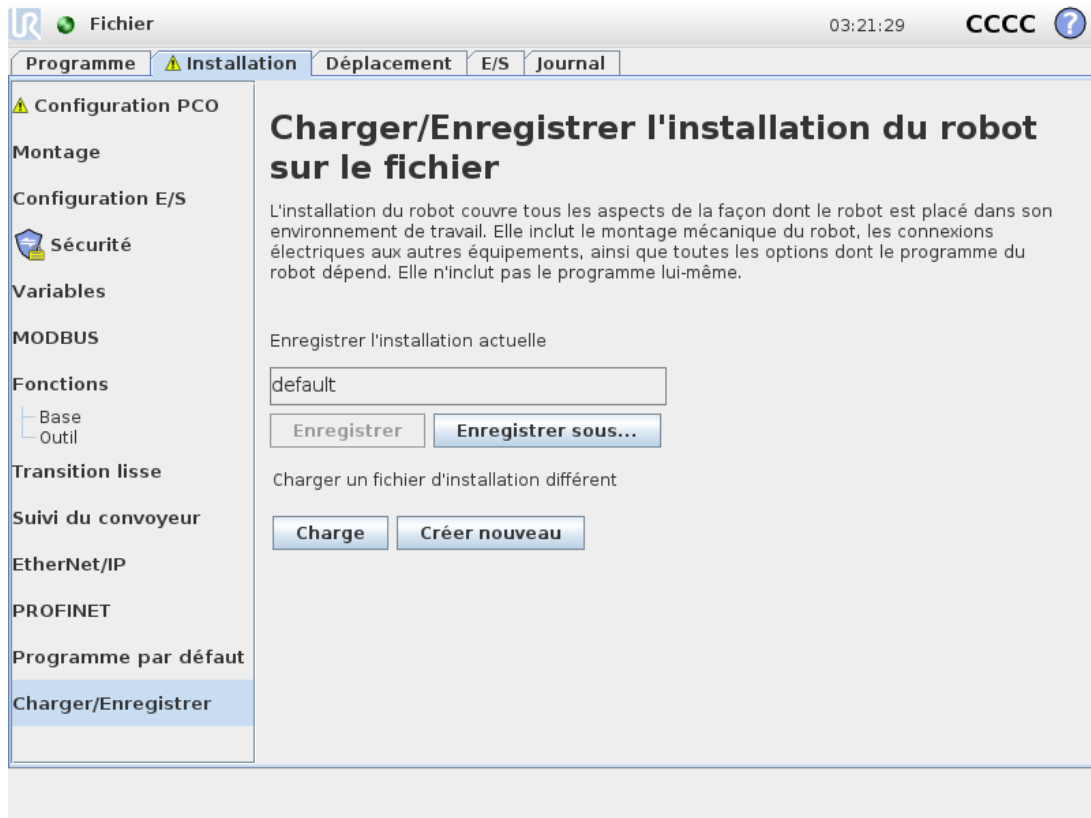 UR Fichier 03:21:29 CCCC ?
Programme Installation Déplacement E/S Journal
Configuration PCO
Montage
Configuration E/S
Sécurité
Variables
MODBUS
Fonctions
Base
Outil
Transition lisse
Suivi du convoyeur
EtherNet/IP
PROFINET
Programme par défaut
Charger/Enregistrer
Charger/Enregistrer l'installation du robot
sur le fichier
L'installation du robot couvre tous les aspects de la façon dont le robot est placé dans son
environnement de travail. Elle inclut le montage mécanique du robot, les connexions
électriques aux autres équipements, ainsi que toutes les options dont le programme du
robot dépend. Elle n'inclut pas le programme lui-même.
Enregistrer l'installation actuelle
default
Enregistrer Enregistrer sous...
Charger un fichier d'installation différent
Charge Créer nouveau